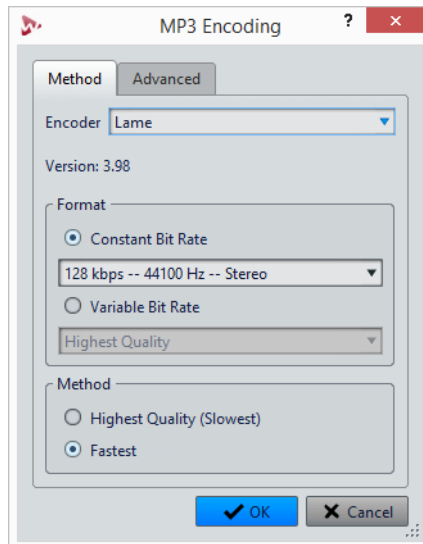 MP3 Encoding ?
Method Advanced
Encoder Lame
Version: 3.98
Format
Constant Bit Rate
128 kbps -- 44100 Hz -- Stereo
Variable Bit Rate
Highest Quality
Method
Highest Quality (Slowest)
Fastest
OK Cancel